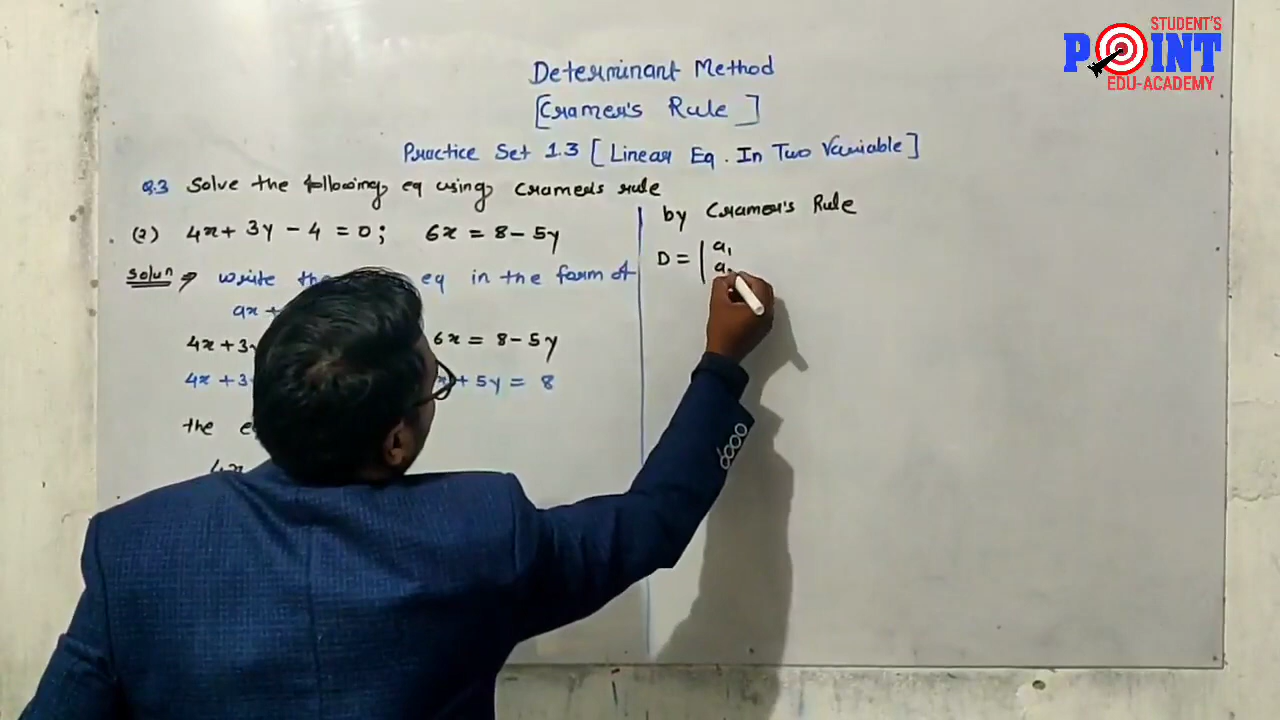 STUDENT'S
POINT
EDU-ACADEMY
Determinant Method
[Cramer's Rule]
Practice Set 1.3 [Linear Eq. In Two Variable]
Q.3 Solve the following eq using cramer's rule
(2) 4x + 3y - 4 = 0; 6x = 8 - 5y
Solun ⇒ write the eq in the form of
ax +
4x + 3y 6x = 8 - 5y
4x + 3y + 5y = 8
the
4x
by Cramer's Rule
D = | a₁
a₂